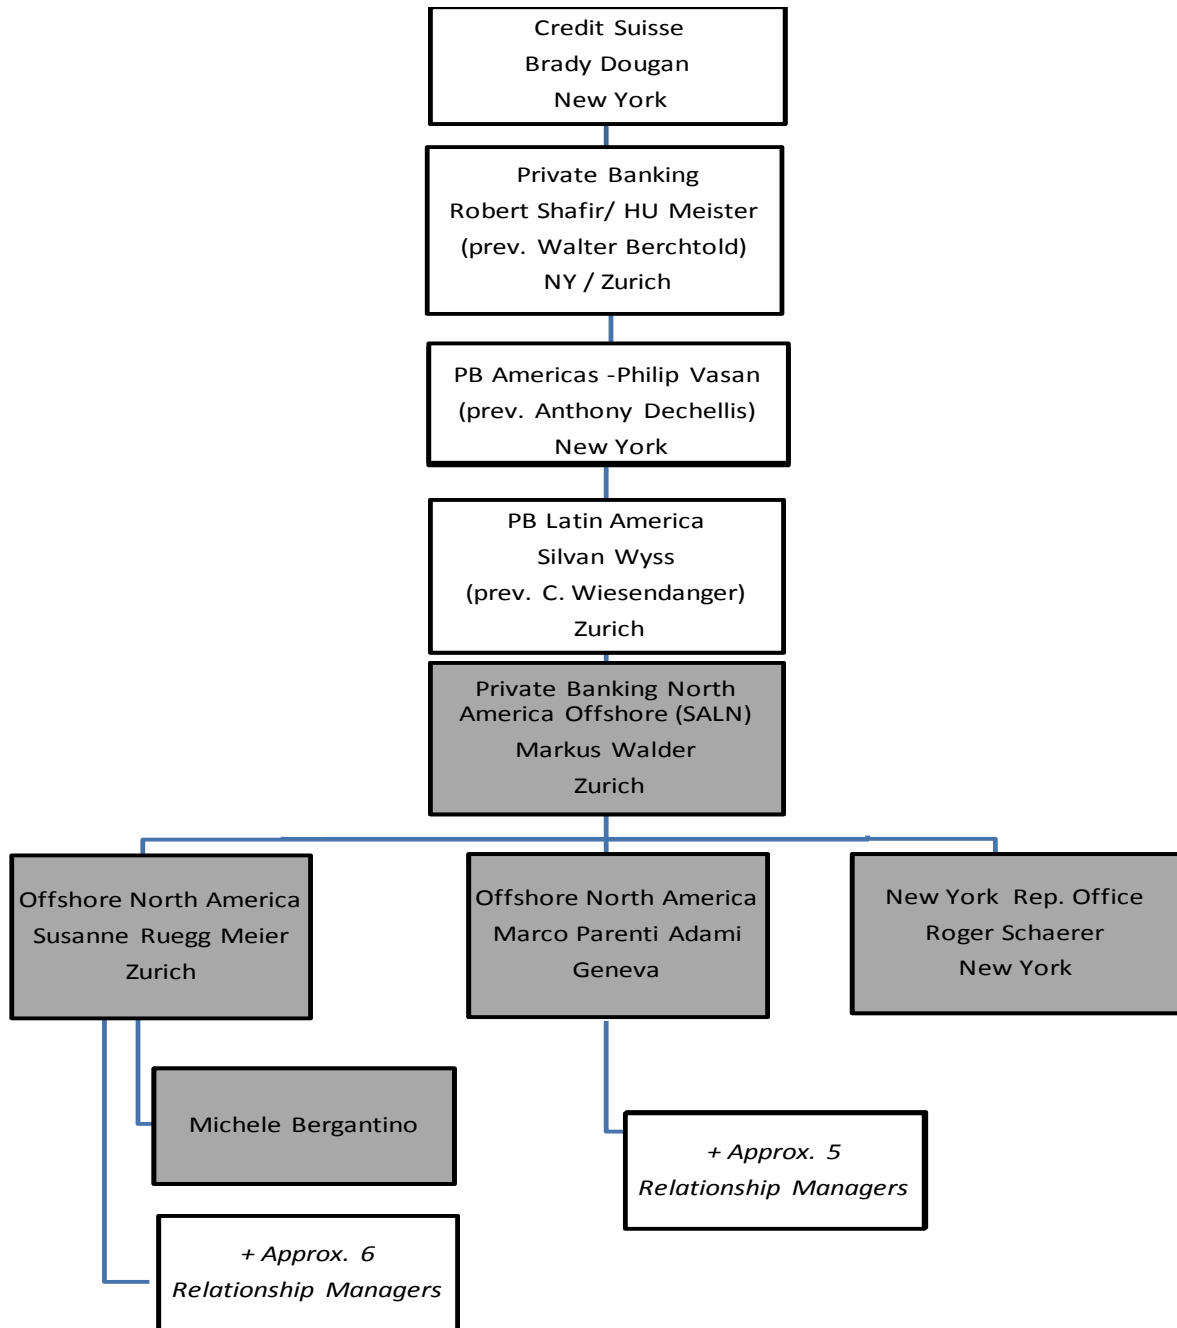 Credit Suisse
Brady Dougan
New York
Private Banking
Robert Shafir/ HU Meister
(prev. Walter Berchtold)
NY / Zurich
PB Americas -Philip Vasan
(prev. Anthony Dechellis)
New York
PB Latin America
Silvan Wyss
(prev. C. Wiesendanger)
Zurich
Private Banking North
America Offshore (SALN)
Markus Walder
Zurich
Offshore North America
Susanne Ruegg Meier
Zurich
Offshore North America
Marco Parenti Adami
Geneva
New York Rep. Office
Roger Schaerer
New York
Michele Bergantino
+ Approx. 5
Relationship Managers
+ Approx. 6
Relationship Managers